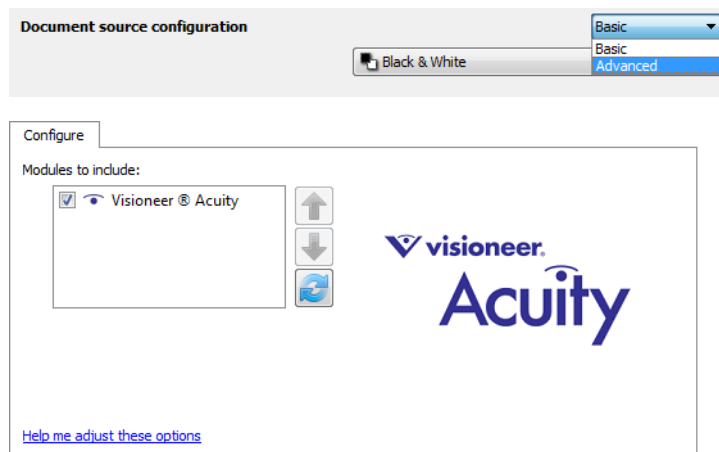 Document source configuration
Basic
Basic
Black & White
Advanced
Configure
Modules to include:
Visioneer ® Acuity
visioneer®
Acuity
Help me adjust these options